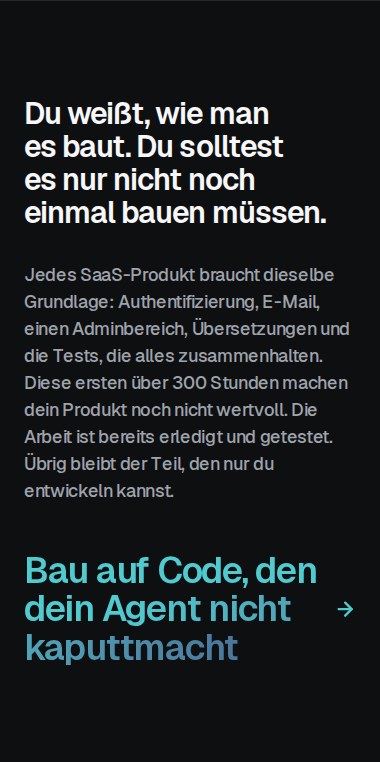 Du weißt, wie man
es baut. Du solltest
es nur nicht noch
einmal bauen müssen.
Jedes SaaS-Produkt braucht dieselbe
Grundlage: Authentifizierung, E-Mail,
einen Adminbereich, Übersetzungen und
die Tests, die alles zusammenhalten.
Diese ersten über 300 Stunden machen
dein Produkt noch nicht wertvoll. Die
Arbeit ist bereits erledigt und getestet.
Übrig bleibt der Teil, den nur du
entwickeln kannst.
Bau auf Code, den
dein Agent nicht →
kaputtmacht